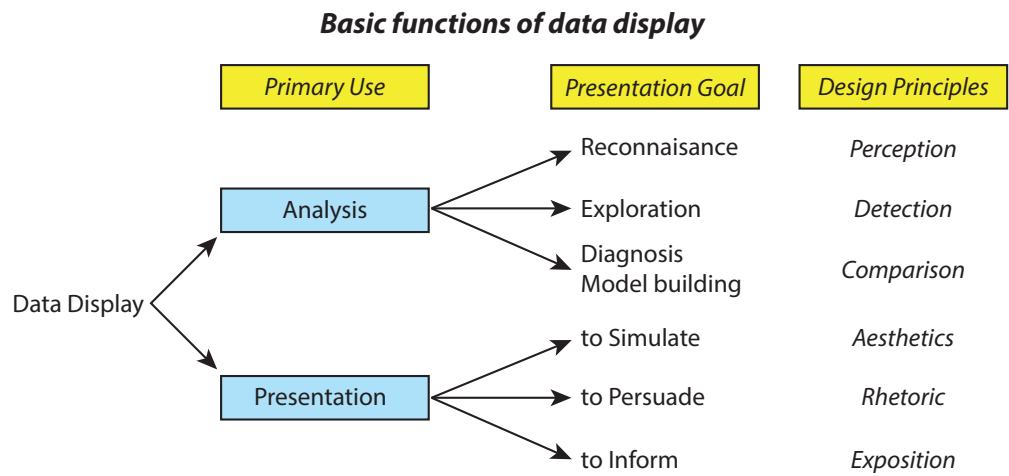 Basic functions of data display
Primary Use
Presentation Goal
Design Principles
Reconnaisance
Perception
Analysis
Exploration
Detection
Diagnosis
Model building
Comparison
Data Display
to Simulate
Aesthetics
Presentation
to Persuade
Rhetoric
to Inform
Exposition